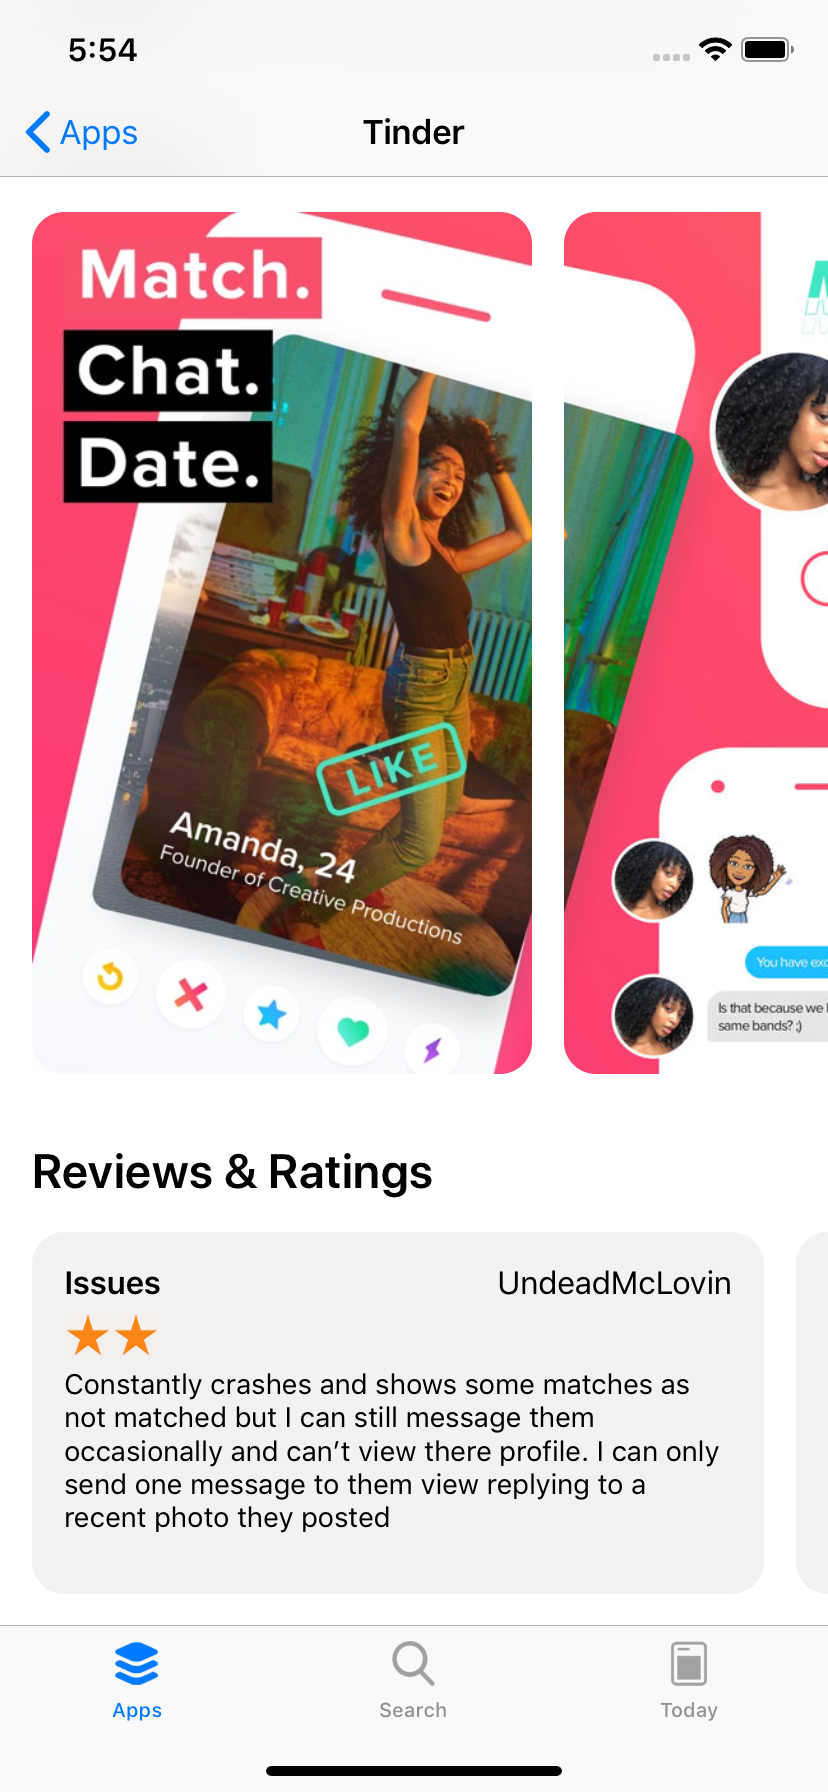 5:54
Apps
Tinder
Match.
Chat.
Date.
LIKE
Amanda, 24
Founder of Creative Productions
You have
Is that because we
same bands? ;)
Reviews & Ratings
Issues
UndeadMcLovin
Constantly crashes and shows some matches as
not matched but I can still message them
occasionally and can’t view there profile. I can only
send one message to them view replying to a
recent photo they posted
Apps
Search
Today